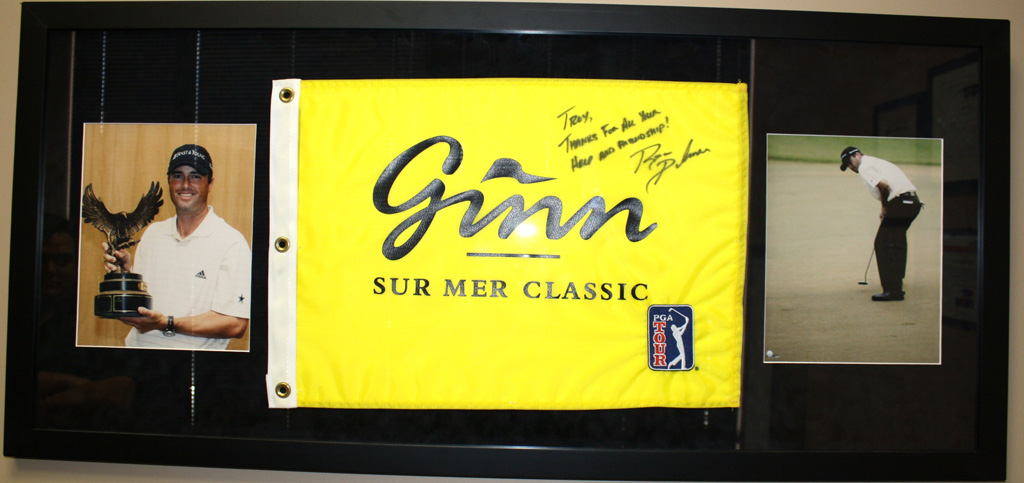 Troy,
Thanks For All Your
Help and Friendship!
Ginn
SUR MER CLASSIC
PGA
TOUR